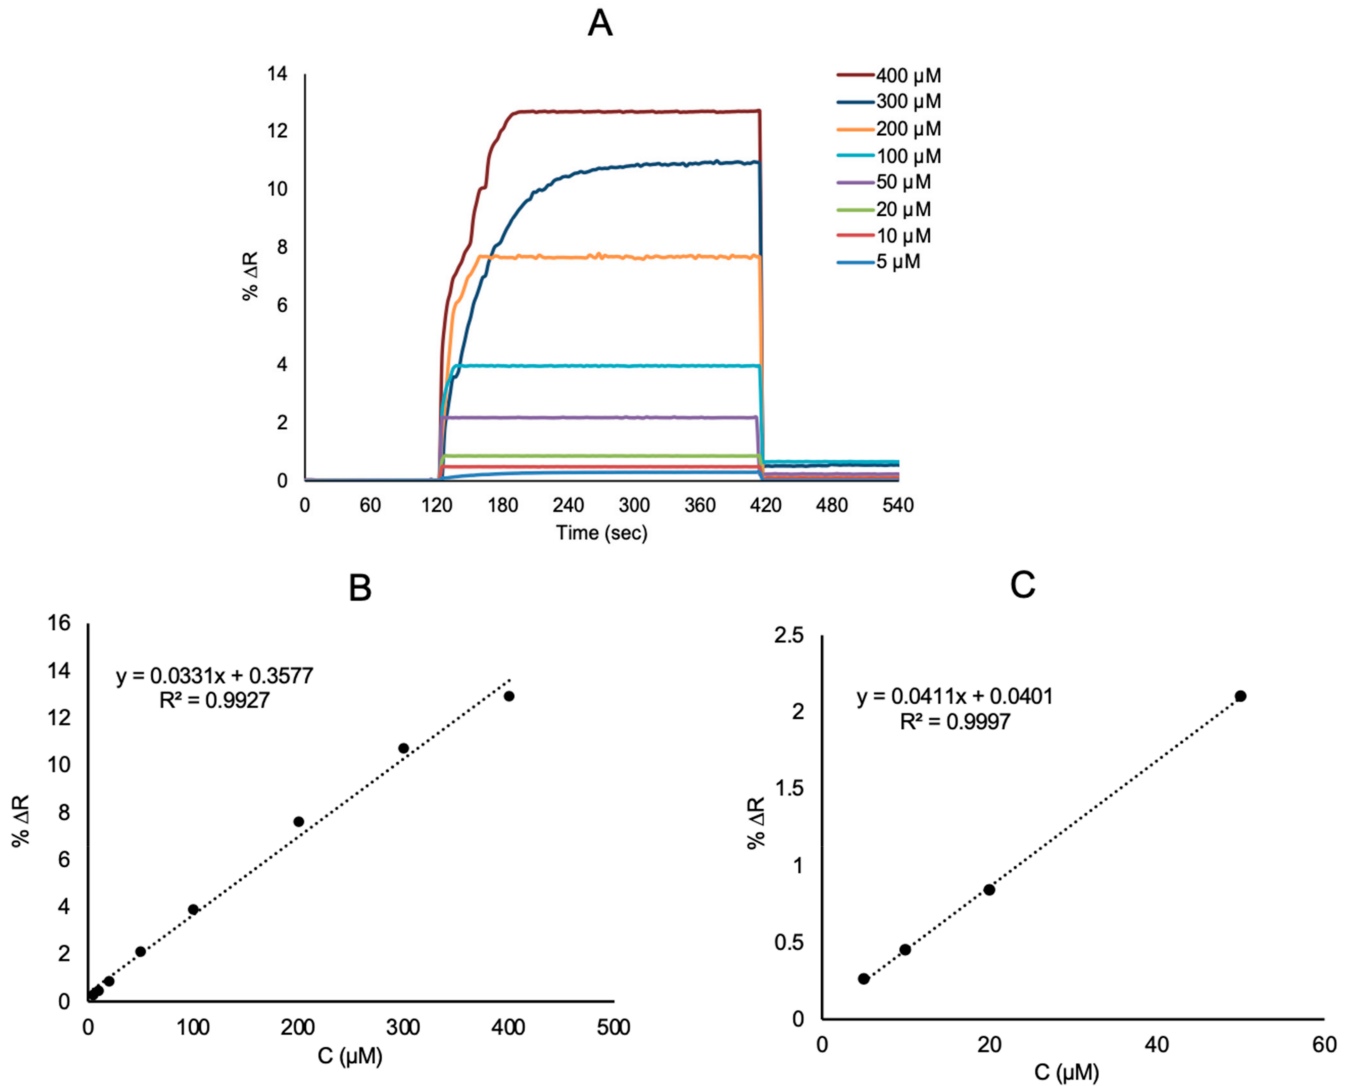 A
14
12
10
8
6
4
2
0
% ΔR
0 60 120 180 240 300 360 420 480 540
Time (sec)
400 µM
300 µM
200 µM
100 µM
50 µM
20 µM
10 µM
5 µM
B
16
14
12
10
8
6
4
2
0
% ΔR
y = 0.0331x + 0.3577
R² = 0.9927
0 100 200 300 400 500
C (µM)
C
2.5
2
1.5
1
0.5
0
% ΔR
y = 0.0411x + 0.0401
R² = 0.9997
0 20 40 60
C (µM)